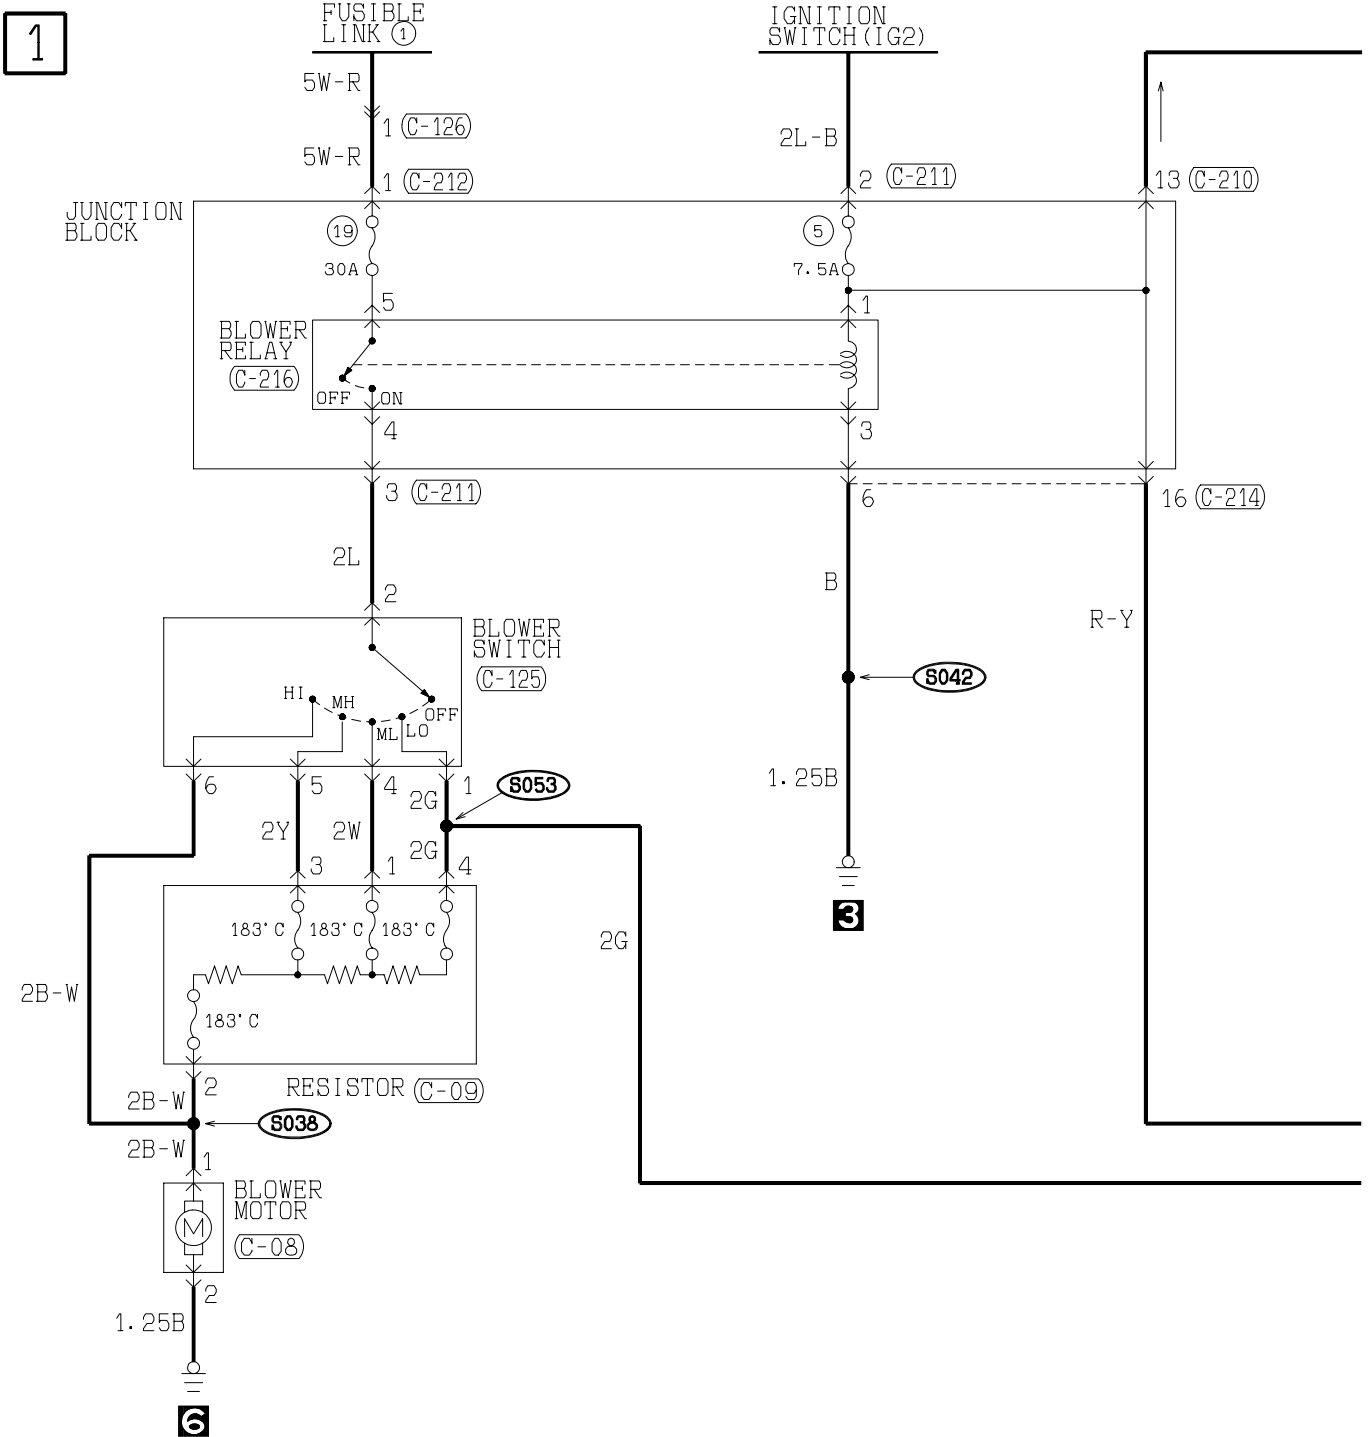 1
FUSIBLE
LINK 1
IGNITION
SWITCH(IG2)
5W-R
1 C-126
2L-B
5W-R
1 C-212
2 C-211
13 C-210
JUNCTION
BLOCK
19
5
30A
7.5A
5
1
BLOWER
RELAY
C-216
OFF
ON
4
3
3 C-211
6
16 C-214
2L
B
2
R-Y
BLOWER
SWITCH
C-125
S042
HI
MH
OFF
ML
LO
6
5
4
1
S053
1.25B
2G
2Y
2W
2G
3
1
4
3
183°C
183°C
183°C
2G
2B-W
183°C
2
RESISTOR C-09
2B-W
S038
2B-W
1
BLOWER
MOTOR
M
C-08
2
1.25B
6